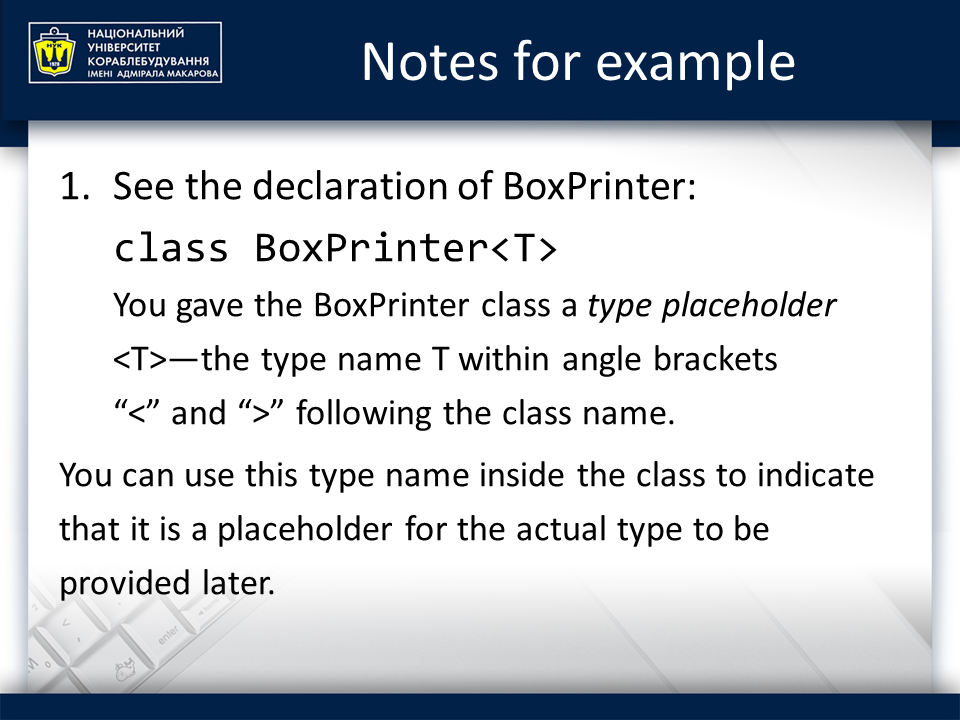 НАЦІОНАЛЬНИЙ
УНІВЕРСИТЕТ
КОРАБЛЕБУДУВАННЯ
ІМЕНІ АДМІРАЛА МАКАРОВА
НУК
1920
Notes for example
1. See the declaration of BoxPrinter:
class BoxPrinter<T>
You gave the BoxPrinter class a type placeholder
<T>—the type name T within angle brackets
“<” and “>” following the class name.
You can use this type name inside the class to indicate
that it is a placeholder for the actual type to be
provided later.
enter